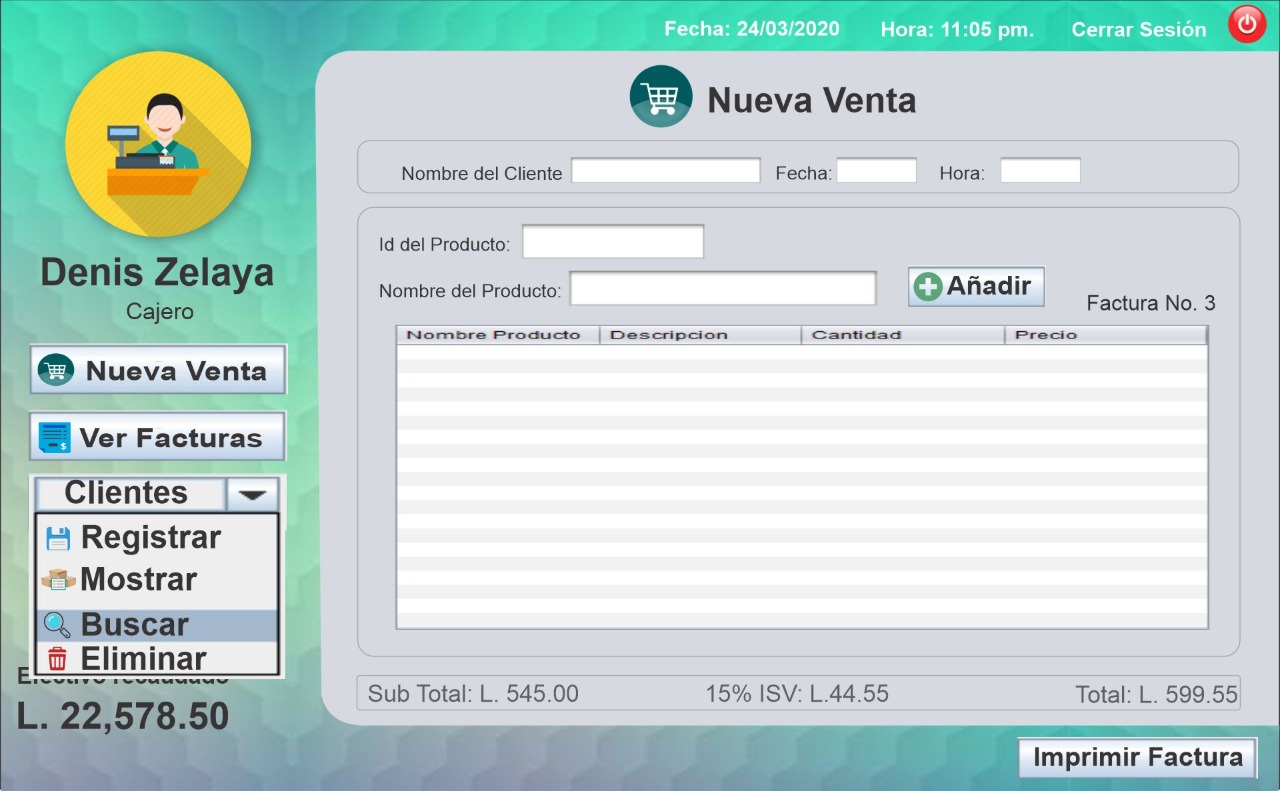 Fecha: 24/03/2020 Hora: 11:05 pm. Cerrar Sesión
Nueva Venta
Nombre del Cliente Fecha: Hora:
Id del Producto:
Nombre del Producto: Añadir
Factura No. 3
Nombre Producto Descripcion Cantidad Precio
Sub Total: L. 545.00 15% ISV: L.44.55 Total: L. 599.55
Imprimir Factura
Denis Zelaya
Cajero
Nueva Venta
Ver Facturas
$
Clientes
Registrar
Mostrar
Buscar
Eliminar
Efectivo recaudado
L. 22,578.50